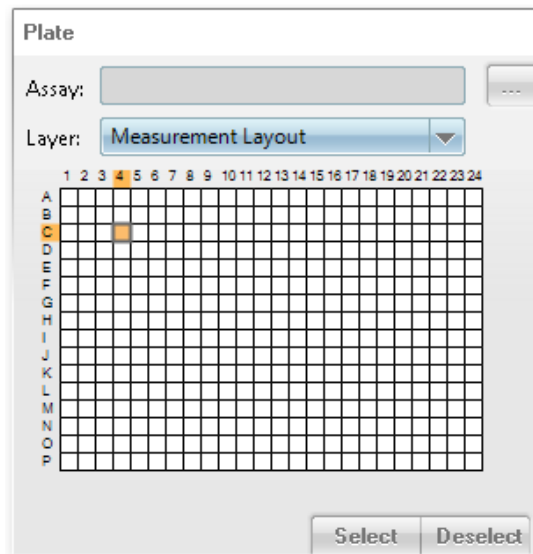 Plate
Assay:
...
Layer: Measurement Layout
1 2 3 4 5 6 7 8 9 10 11 12 13 14 15 16 17 18 19 20 21 22 23 24
A
B
C
D
E
F
G
H
I
J
K
L
M
N
O
P
Select Deselect